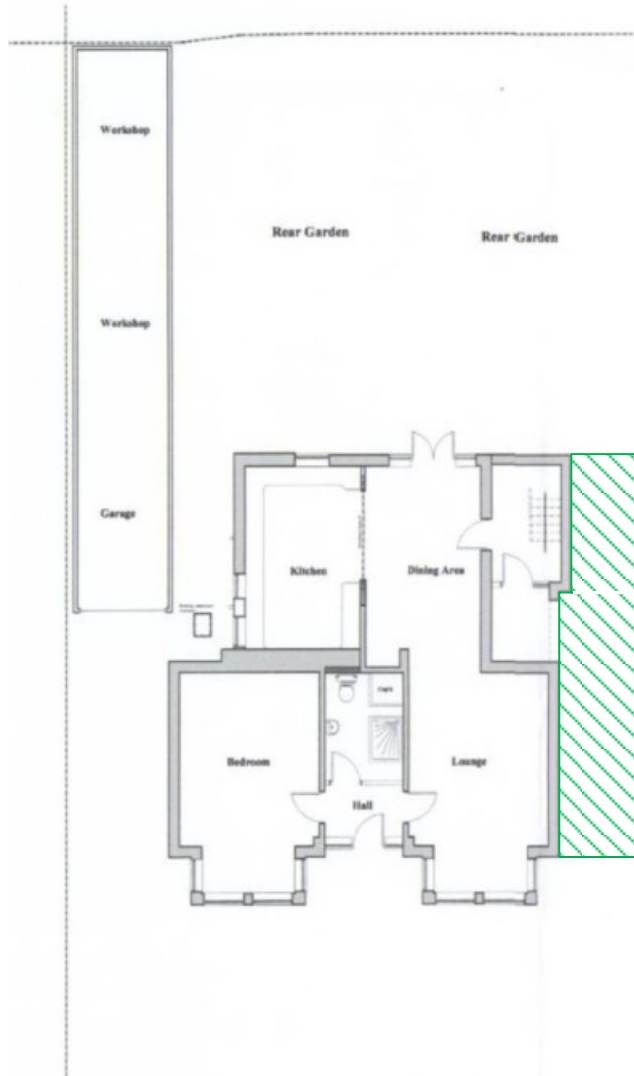 Workshop
Rear Garden
Rear Garden
Workshop
Garage
Kitchen
Dining Area
Bedroom
Lounge
Hall